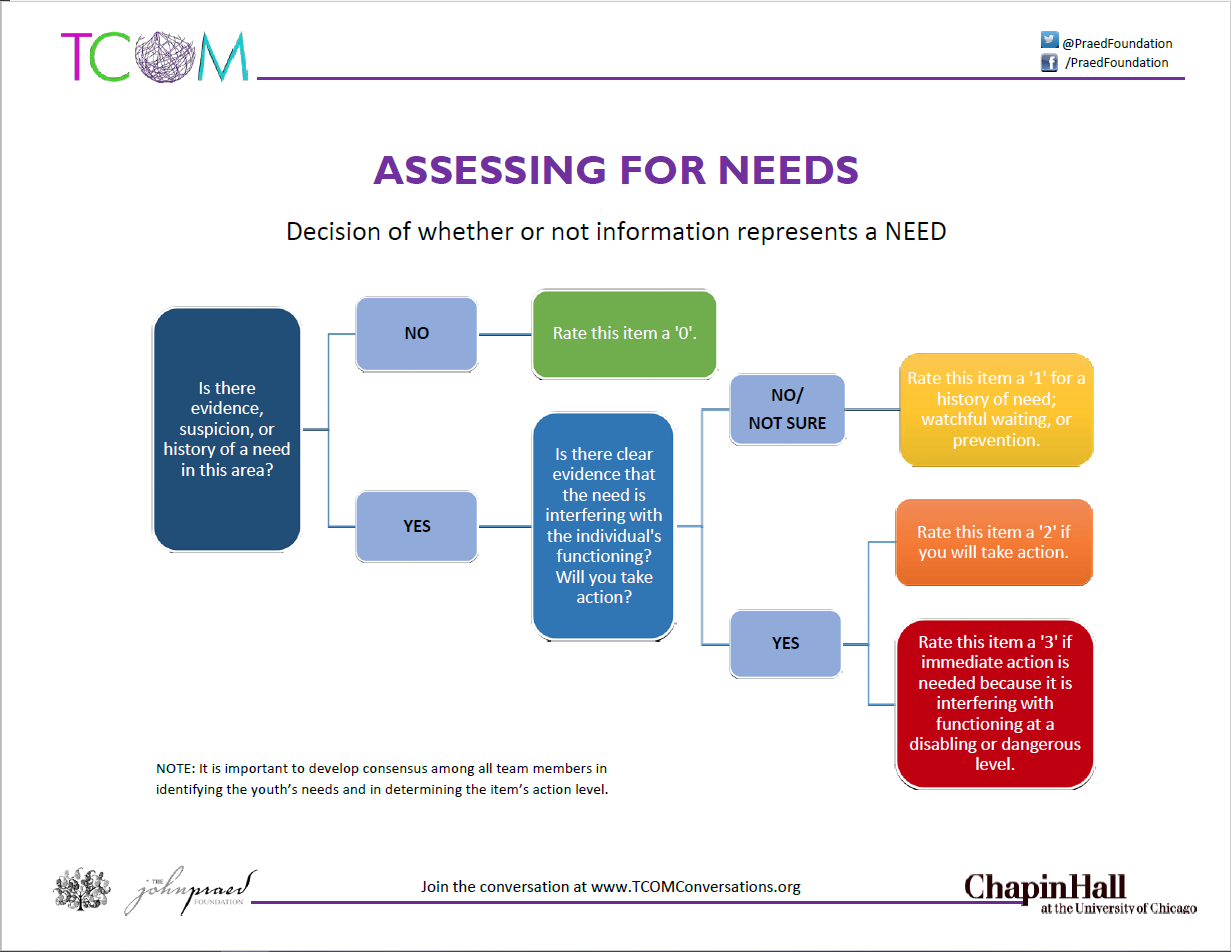 TCOM
@PraedFoundation
/PraedFoundation
ASSESSING FOR NEEDS
Decision of whether or not information represents a NEED
Is there
evidence,
suspicion, or
history of a need
in this area?
NO
Rate this item a '0'.
YES
Is there clear
evidence that
the need is
interfering with
the individual's
functioning?
Will you take
action?
NO/
NOT SURE
Rate this item a '1' for a
history of need;
watchful waiting, or
prevention.
YES
Rate this item a '2' if
you will take action.
Rate this item a '3' if
immediate action is
needed because it is
interfering with
functioning at a
disabling or dangerous
level.
NOTE: It is important to develop consensus among all team members in
identifying the youth’s needs and in determining the item’s action level.
THE
john praed
FOUNDATION
Join the conversation at www.TCOMConversations.org
ChapinHall
at the University of Chicago